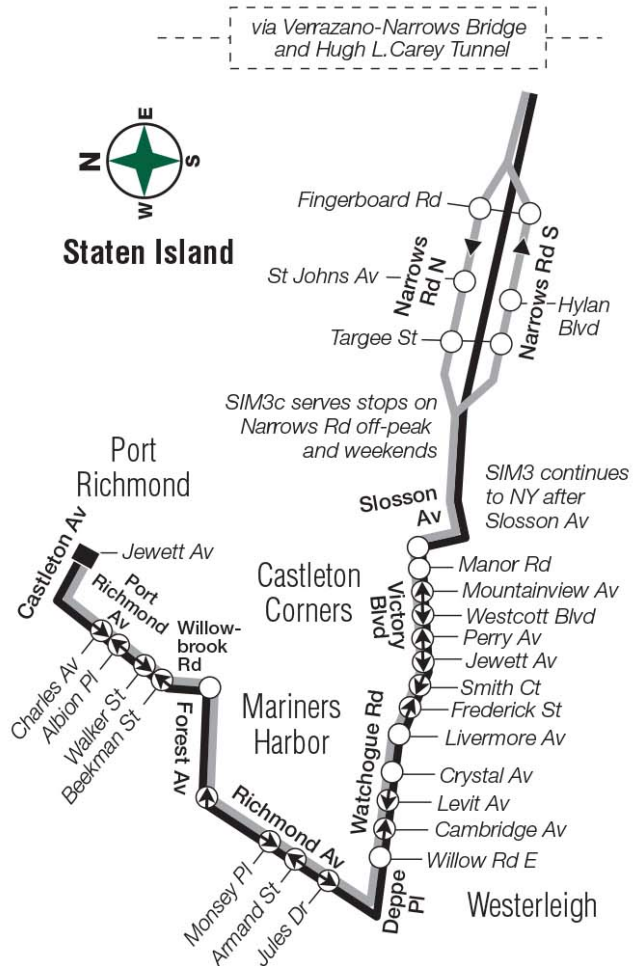 via Verrazano-Narrows Bridge
and Hugh L.Carey Tunnel
E
N
S
W
Staten Island
Fingerboard Rd
St Johns Av
Narrows
Rd N
Narrows Rd S
Hylan
Blvd
Targee St
SIM3c serves stops on
Narrows Rd off-peak
and weekends
Port
Richmond
SIM3 continues
to NY after
Slosson Av
Slosson
Av
Castleton Av
Jewett Av
Port
Richmond
Av
Castleton
Corners
Victory
Blvd
Manor Rd
Mountainview Av
Westcott Blvd
Perry Av
Jewett Av
Smith Ct
Frederick St
Livermore Av
Crystal Av
Levit Av
Cambridge Av
Willow Rd E
Willow-
brook
Rd
Charles Av
Albion Pl
Walker St
Beekman St
Forest Av
Mariners
Harbor
Watchogue Rd
Richmond Av
Monsey Pl
Armand St
Jules Dr
Deppe
Pl
Westerleigh